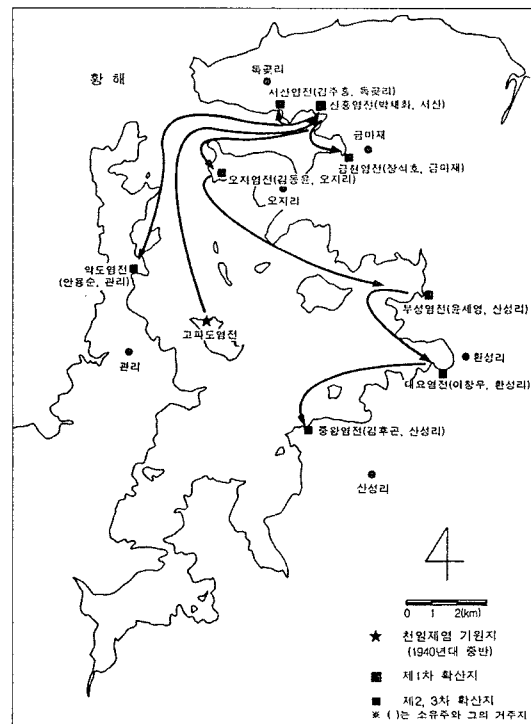 황 해
독곶리
서산염전(김주흥, 독곶리)
신흥염전(박세화, 서산)
금마재
금현염전(장식호, 금마재)
오지염전(김동윤, 오지리)
오지리
약도염전
(안용순, 관리)
부성염전(윤세영, 산성리)
고파도염전
관리
환성리
대요염전(이창우, 환성리)
중왕염전(김후곤, 산성리)
산성리
4
0 1 2(km)
★ 천일제염 기원지
(1940년대 중반)
■ 제1차 확산지
■ 제2, 3차 확산지
※ ( )는 소유주와 그의 거주지